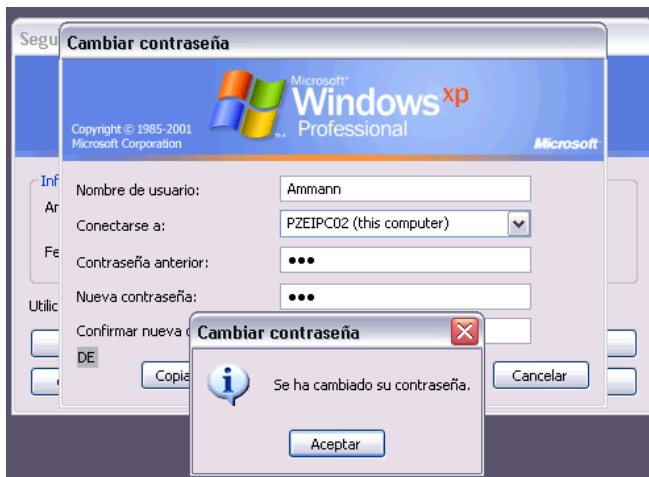 Segu
Cambiar contraseña
Microsoft®
Windows xp
Professional
Copyright © 1985-2001
Microsoft Corporation
Microsoft
Inf
Nombre de usuario:
Ammann
Ar
Conectarse a:
PZEIPC02 (this computer)
Fe
Contraseña anterior:
●●●
Nueva contraseña:
●●●
Utilic
Confirmar nueva
Cambiar contraseña
DE
Copia
Se ha cambiado su contraseña.
Cancelar
Aceptar